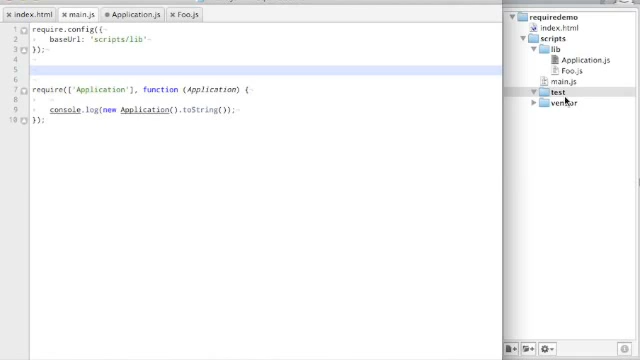 index.html
main.js
Application.js
Foo.js
1 require.config({
2 baseUrl: 'scripts/lib'
3 });
4
5
6
7 require(['Application'], function (Application) {
8
9 console.log(new Application().toString());
10 });
requiredemo
index.html
scripts
lib
Application.js
Foo.js
main.js
test
vendor